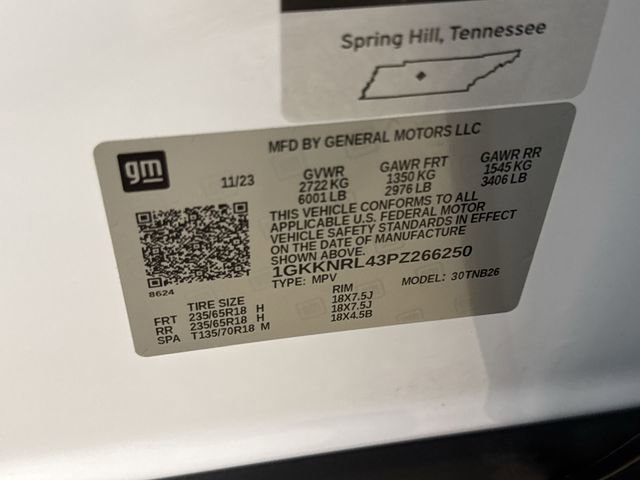 Spring Hill, Tennessee
MFD BY GENERAL MOTORS LLC
gm
11/23
GVWR GAWR FRT GAWR RR
2722 KG 1350 KG 1545 KG
6001 LB 2976 LB 3406 LB
THIS VEHICLE CONFORMS TO ALL
APPLICABLE U.S. FEDERAL MOTOR
VEHICLE SAFETY STANDARDS IN EFFECT
ON THE DATE OF MANUFACTURE
SHOWN ABOVE.
1GKKNRL43PZ266250
8624
TYPE: MPV MODEL: 30TNB26
TIRE SIZE RIM
FRT 235/65R18 H 18X7.5J
RR 235/65R18 H 18X7.5J
SPA T135/70R18 M 18X4.5B